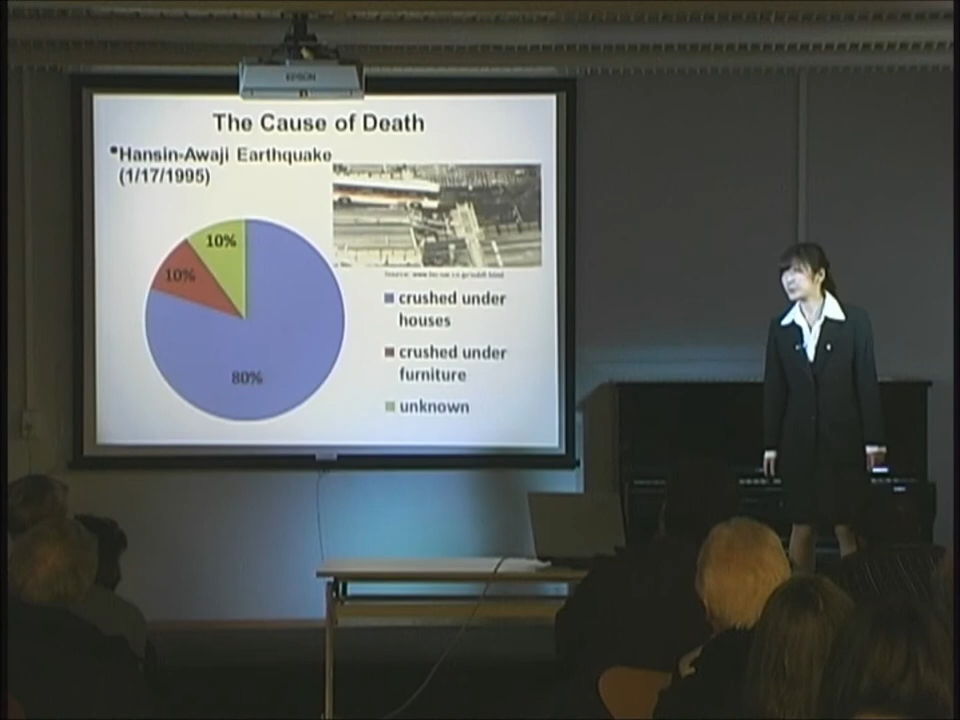 EPSON
The Cause of Death
•Hansin-Awaji Earthquake
(1/17/1995)
10%
10%
80%
crushed under
houses
crushed under
furniture
unknown